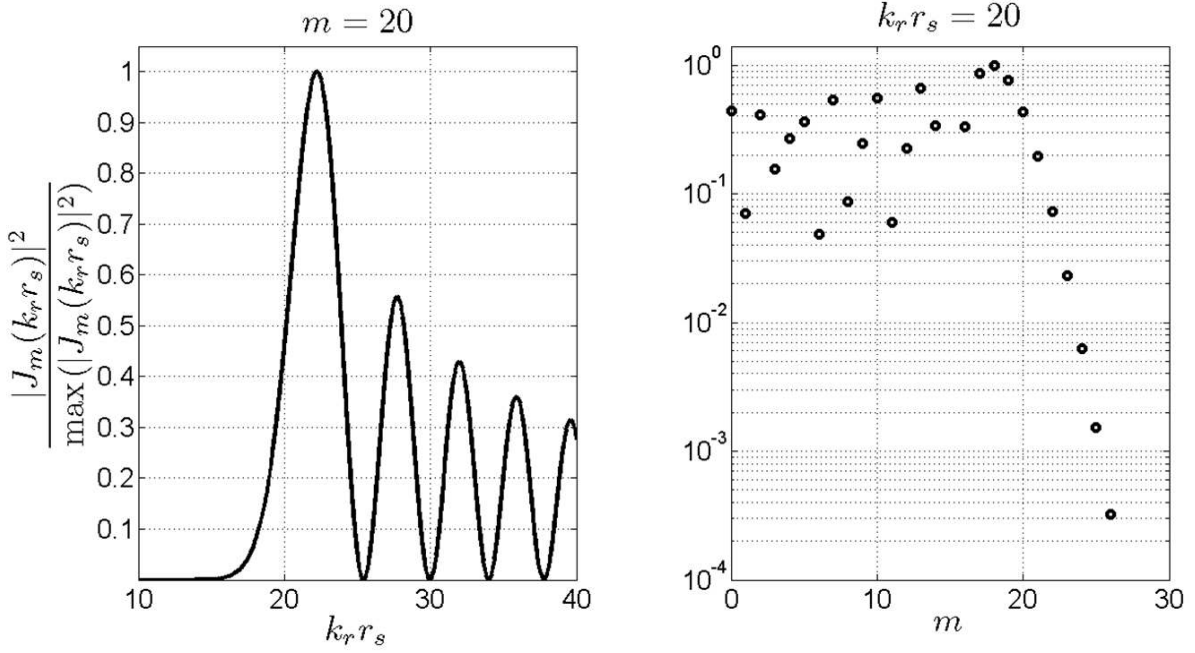 m = 20
1
0.9
0.8
0.7
0.6
0.5
0.4
0.3
0.2
0.1
10 20 30 40
k_r r_s
|J_m(k_r r_s)|^2
max(|J_m(k_r r_s)|^2)
k_r r_s = 20
10^0
10^-1
10^-2
10^-3
10^-4
0 10 20 30
m